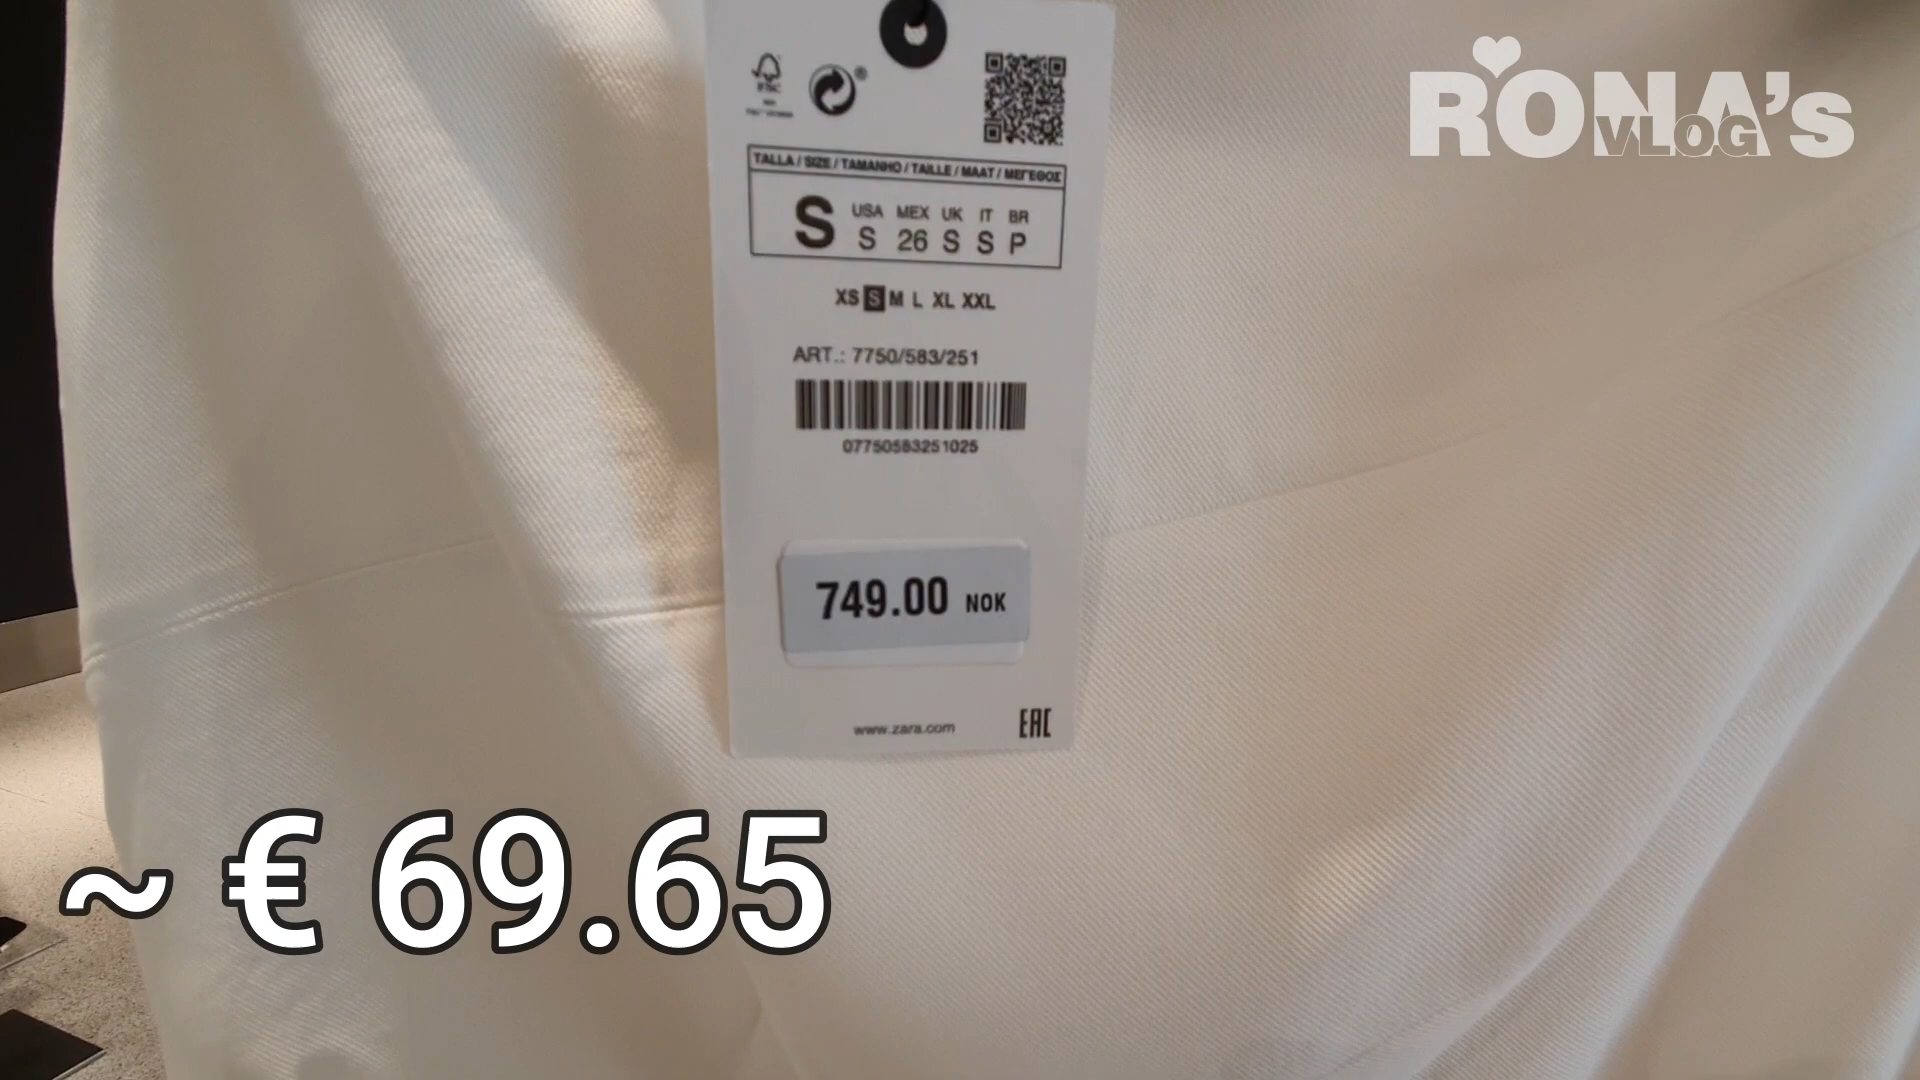 RONA's
VLOG
FSC
®
TALLA / SIZE / TAMANHO / TAILLE / MAAT / ΜΕΓΕΘΟΣ
S
USA MEX UK IT BR
S 26 S S P
XS S M L XL XXL
ART.: 7750/583/251
07750583251025
749.00 NOK
www.zara.com
EAC
~ € 69.65